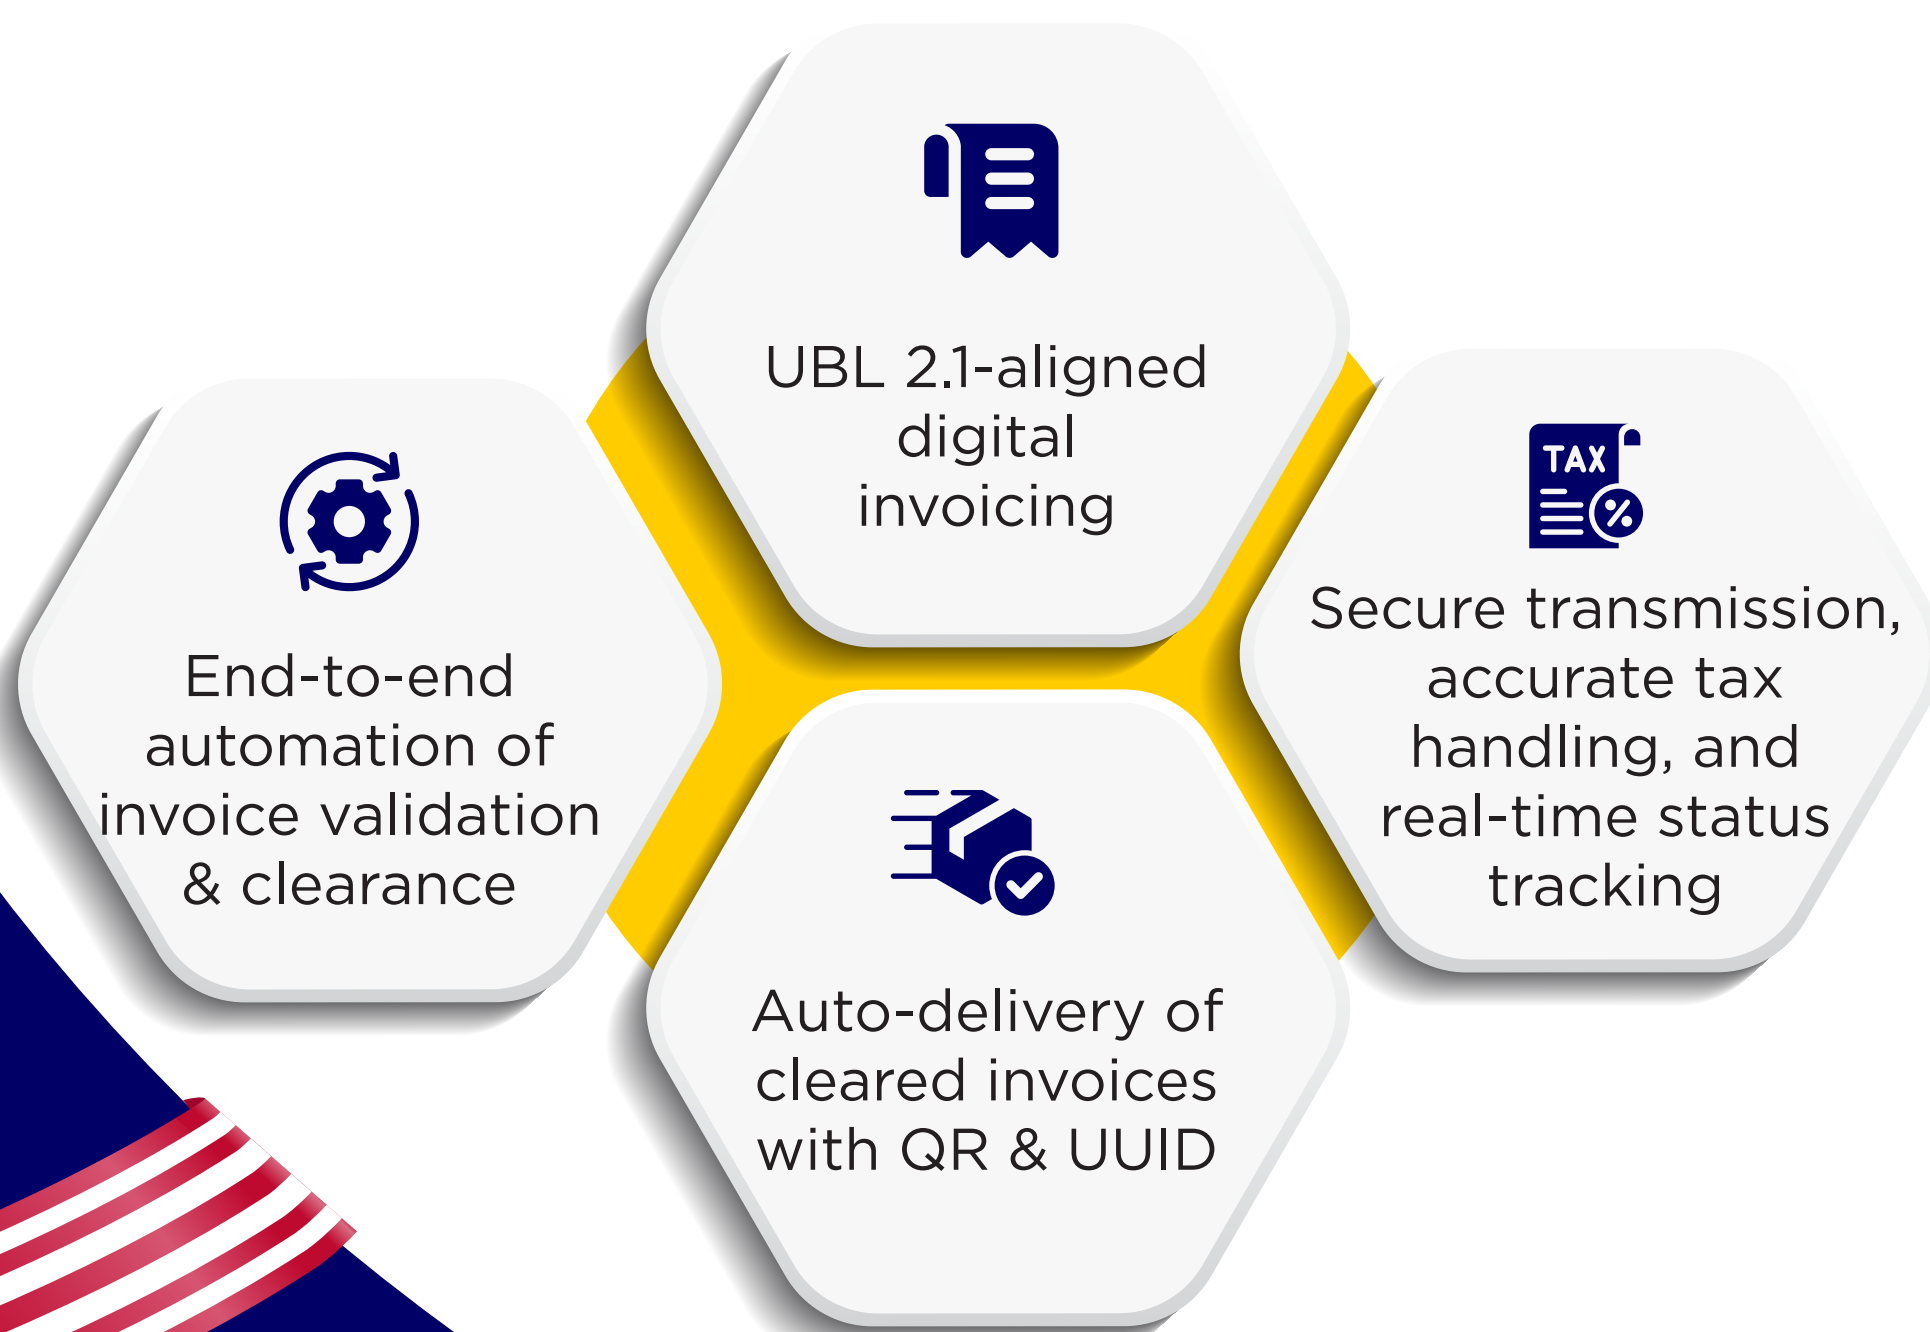 UBL 2.1-aligned
digital
invoicing
End-to-end
automation of
invoice validation
& clearance
TAX
%
Secure transmission,
accurate tax
handling, and
real-time status
tracking
Auto-delivery of
cleared invoices
with QR & UUID